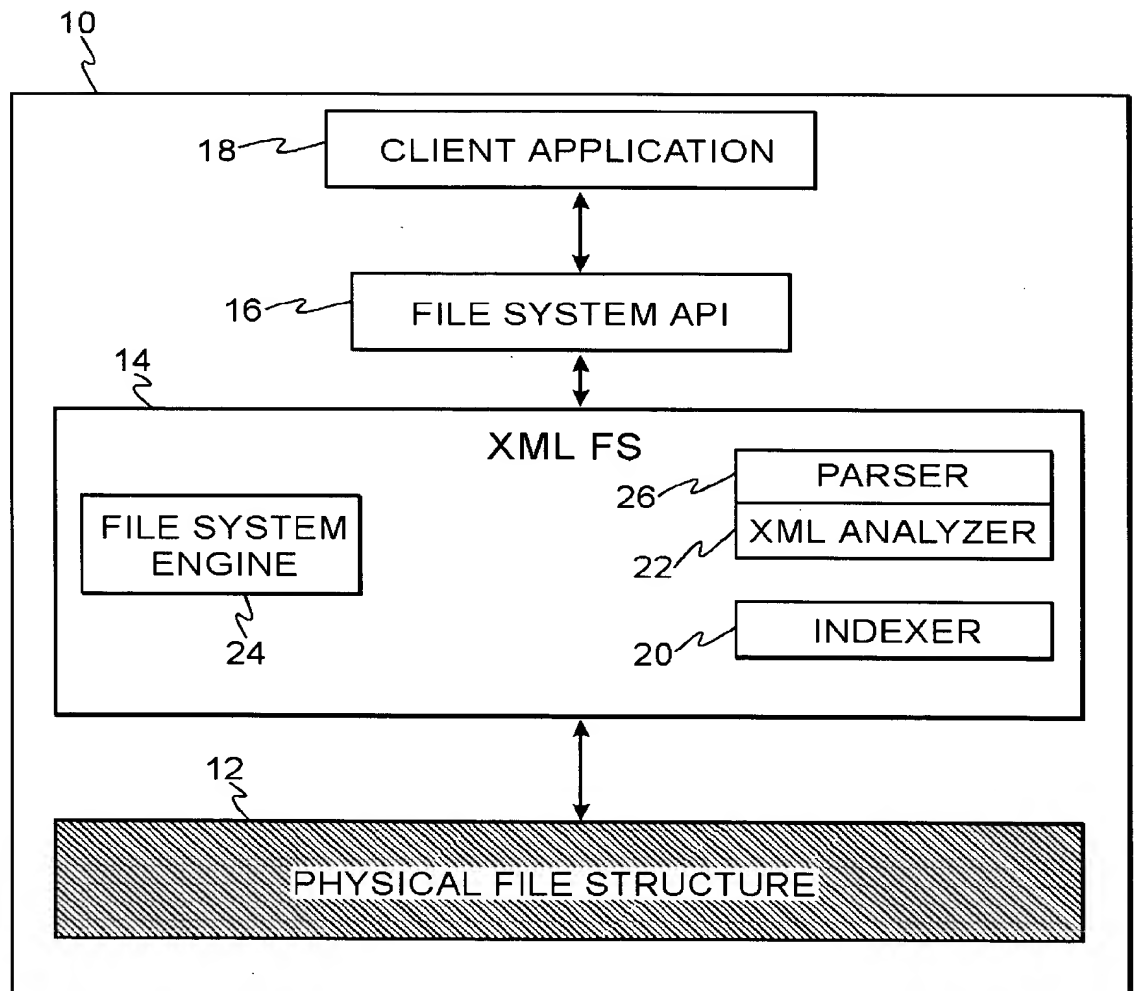 10
18
CLIENT APPLICATION
16
FILE SYSTEM API
14
XML FS
FILE SYSTEM
ENGINE
24
26
PARSER
22
XML ANALYZER
20
INDEXER
12
PHYSICAL FILE STRUCTURE